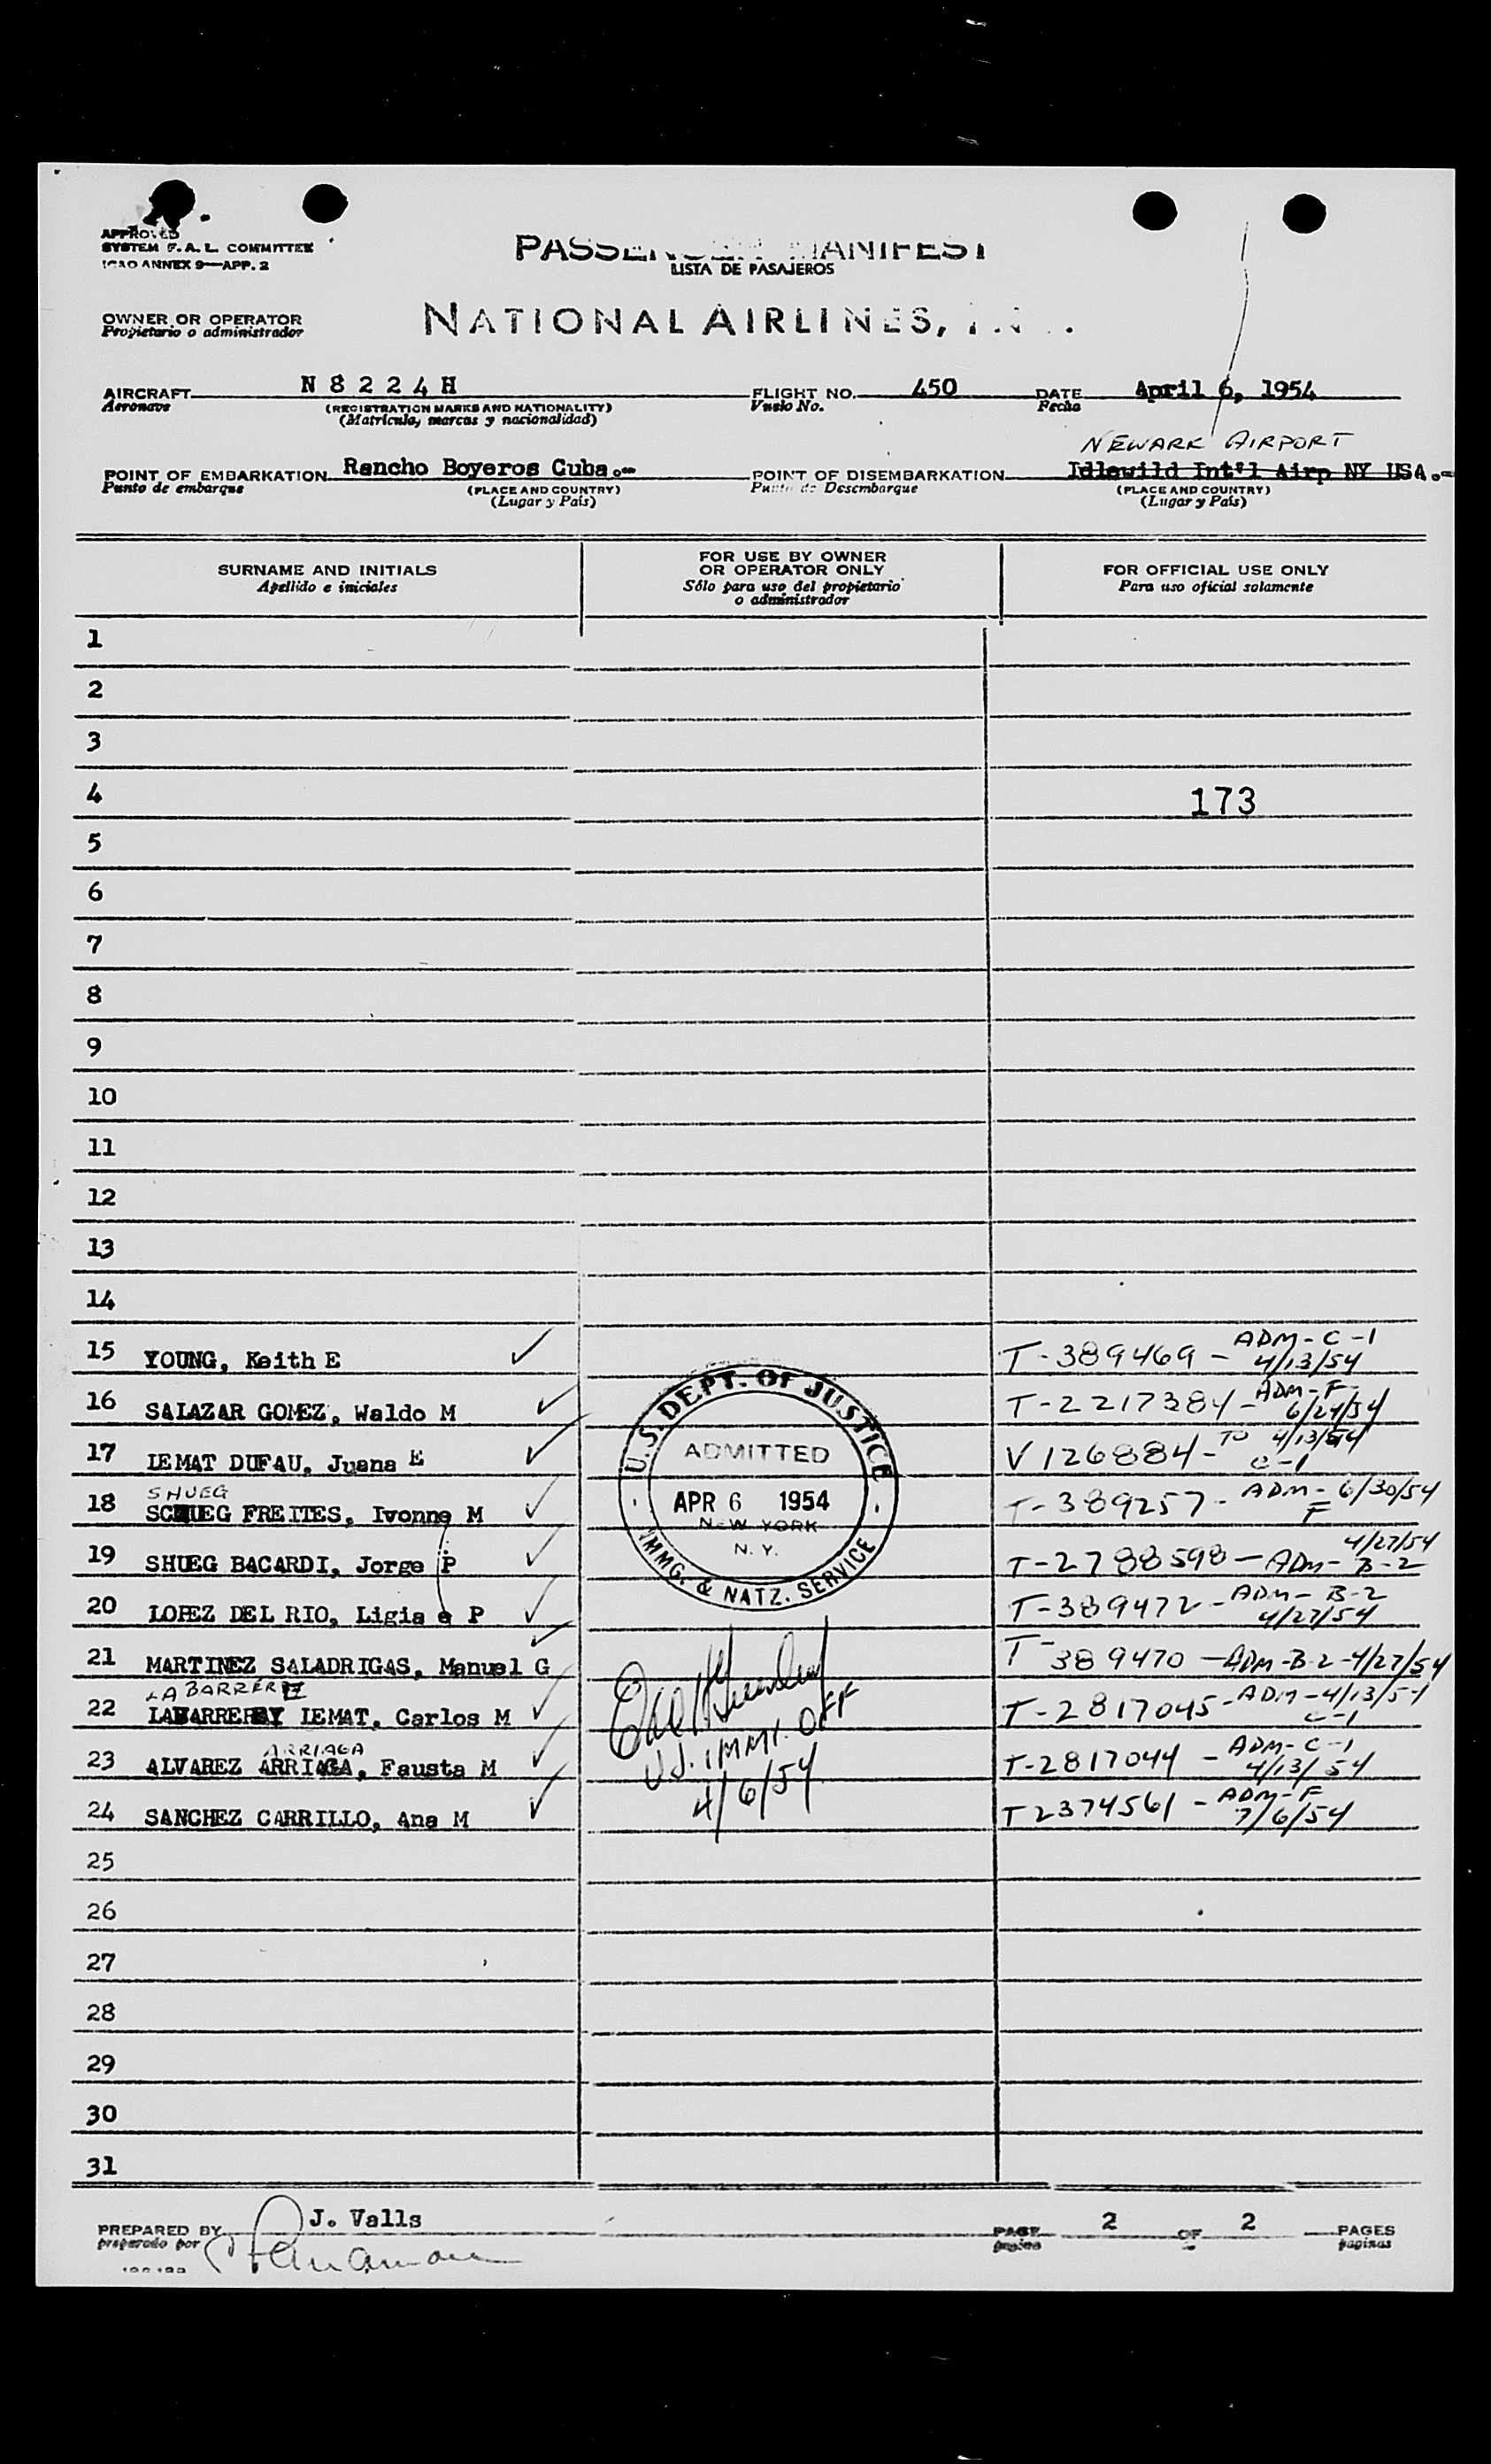 APPROVED
SYSTEM F. A. L. COMMITTEE
ICAO ANNEX 9—APP. 2
PASSENGER MANIFEST
LISTA DE PASAJEROS
OWNER OR OPERATOR
Propietario o administrador
NATIONAL AIRLINES, INC.
AIRCRAFT N 8 2 2 4 H FLIGHT NO. 450 DATE April 6, 1954
Aeronave (REGISTRATION MARKS AND NATIONALITY) Vuelo No. Fecha
(Matrícula, marcas y nacionalidad)
NEWARK AIRPORT
POINT OF EMBARKATION Rancho Boyeros Cuba.- POINT OF DISEMBARKATION Idlewild Int'l Airp NY USA.-
Punto de embarque (PLACE AND COUNTRY) Punto de Desembarque (PLACE AND COUNTRY)
(Lugar y País) (Lugar y País)
SURNAME AND INITIALS
Apellido e iniciales
FOR USE BY OWNER
OR OPERATOR ONLY
Sólo para uso del propietario
o administrador
FOR OFFICIAL USE ONLY
Para uso oficial solamente
1
2
3
4 173
5
6
7
8
9
10
11
12
13
14
15 YOUNG, Keith E T-389469 - ADM-C-1 4/13/54
16 SALAZAR GOMEZ, Waldo M T-2217384 - ADM-F- 6/24/54
17 LEMAT DUFAU, Juana E V 126884 - TO 4/13/54 C-1
SHUEG
18 SCHUEG FREITES, Ivonne M T-389257 - ADM- 6/30/54 F
19 SHUEG BACARDI, Jorge P T-2788598 - ADM- B-2 4/27/54
20 LOPEZ DEL RIO, Ligia e P T-389472 - ADM- B-2 4/27/54
21 MARTINEZ SALADRIGAS, Manuel G T-389470 - ADM-B-2-4/27/54
LABARRERE
22 LEMAT, Carlos M T-2817045 - ADM-4/13/54 C-1
ARRIAGA
23 ALVAREZ ARRIAGA, Fausta M T-2817044 - ADM-C-1 4/13/54
24 SANCHEZ CARRILLO, Ana M T2374561 - ADM-F 7/6/54
U.S. DEPT. OF JUSTICE
ADMITTED
APR 6 1954
NEW YORK
N. Y.
IMMG. & NATZ. SERVICE
U.S. IMMI. OFF
4/6/54
25
26
27
28
29
30
31
PREPARED BY J. Valls PAGE 2 OF 2 PAGES
preparado por página páginas